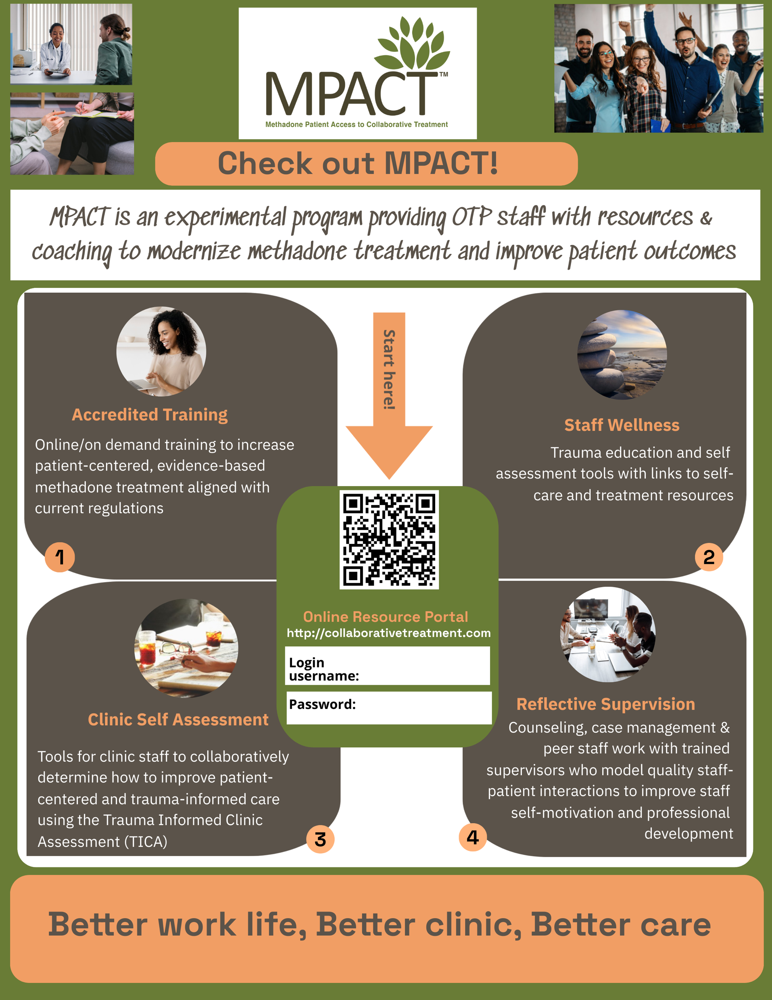 MPACT™
Methadone Patient Access to Collaborative Treatment
Check out MPACT!
MPACT is an experimental program providing OTP staff with resources &
coaching to modernize methadone treatment and improve patient outcomes
Start here!
Accredited Training
Online/on demand training to increase
patient-centered, evidence-based
methadone treatment aligned with
current regulations
1
Staff Wellness
Trauma education and self
assessment tools with links to self-
care and treatment resources
2
Online Resource Portal
http://collaborativetreatment.com
Login
username:
Password:
Clinic Self Assessment
Tools for clinic staff to collaboratively
determine how to improve patient-
centered and trauma-informed care
using the Trauma Informed Clinic
Assessment (TICA)
3
Reflective Supervision
Counseling, case management &
peer staff work with trained
supervisors who model quality staff-
patient interactions to improve staff
self-motivation and professional
development
4
Better work life, Better clinic, Better care